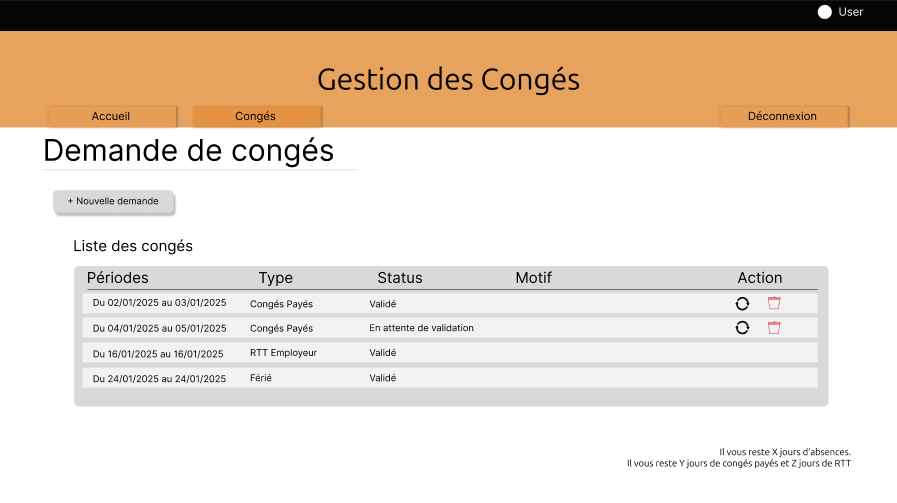 User
Gestion des Congés
Accueil Congés Déconnexion
Demande de congés
+ Nouvelle demande
Liste des congés
Périodes Type Status Motif Action
Du 02/01/2025 au 03/01/2025 Congés Payés Validé
Du 04/01/2025 au 05/01/2025 Congés Payés En attente de validation
Du 16/01/2025 au 16/01/2025 RTT Employeur Validé
Du 24/01/2025 au 24/01/2025 Férié Validé
Il vous reste X jours d'absences.
Il vous reste Y jours de congés payés et Z jours de RTT